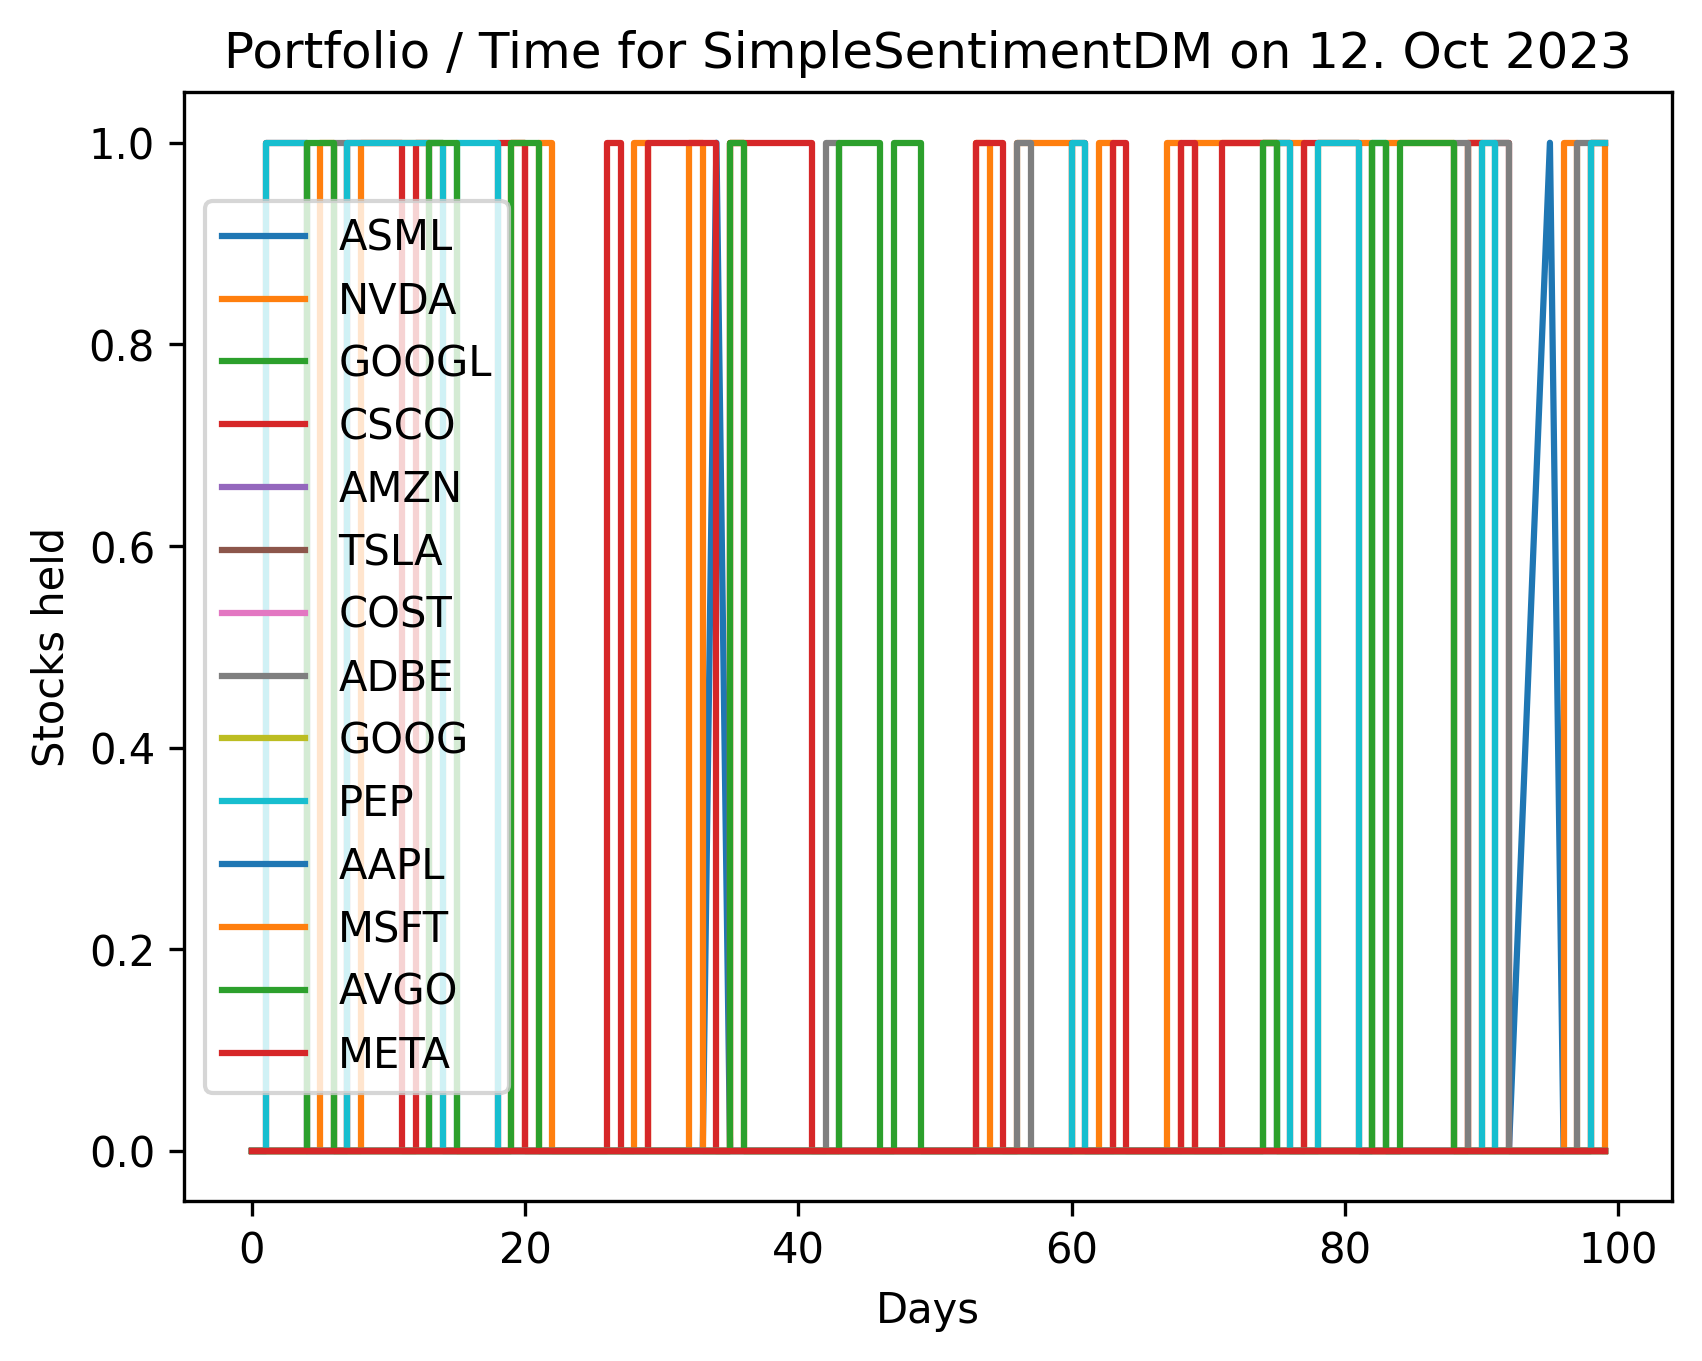 Portfolio / Time for SimpleSentimentDM on 12. Oct 2023
1.0
0.8
0.6
0.4
0.2
0.0
Stocks held
ASML
NVDA
GOOGL
CSCO
AMZN
TSLA
COST
ADBE
GOOG
PEP
AAPL
MSFT
AVGO
META
0 20 40 60 80 100
Days